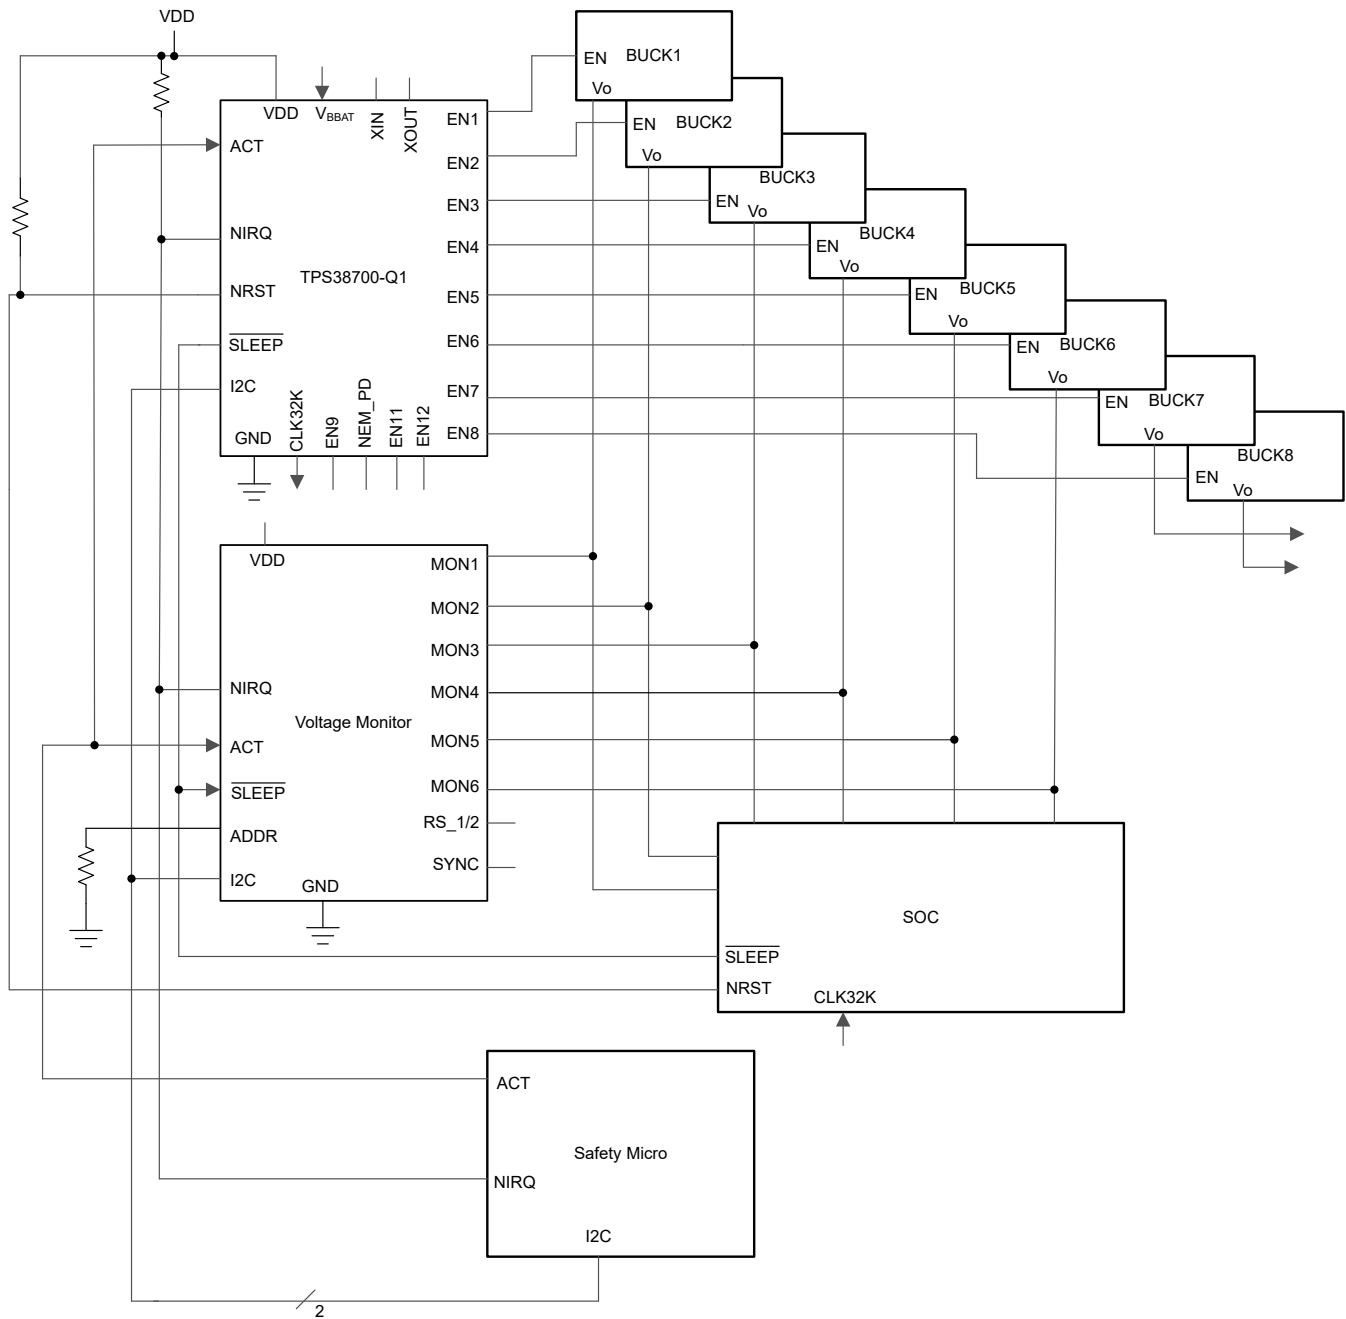 VDD
EN BUCK1
Vo
VDD
VBBAT
XIN
XOUT
ACT
EN1
EN BUCK2
Vo
EN2
BUCK3
EN3
EN Vo
NIRQ
EN4
EN BUCK4
Vo
TPS38700-Q1
NRST
EN5
EN BUCK5
Vo
SLEEP
EN6
EN BUCK6
Vo
I2C
EN7
EN BUCK7
Vo
GND
CLK32K
EN9
NEM_PD
EN11
EN12
EN8
BUCK8
EN
Vo
VDD
MON1
MON2
MON3
NIRQ
MON4
Voltage Monitor
ACT
MON5
SLEEP
MON6
ADDR
RS_1/2
I2C
SYNC
GND
SOC
SLEEP
NRST
CLK32K
ACT
Safety Micro
NIRQ
I2C
2